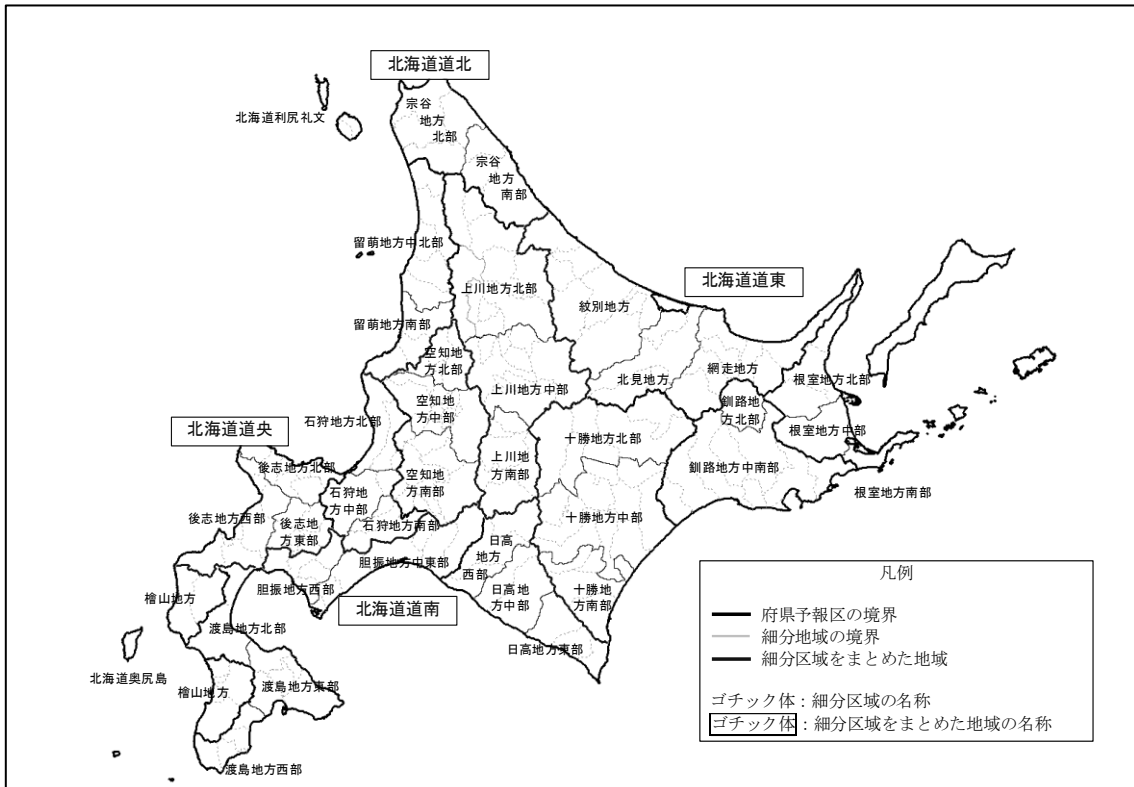 北海道道北
北海道利尻礼文
宗谷
地方
北部
宗谷
地方
南部
留萌地方中北部
北海道道東
上川地方北部
紋別地方
留萌地方南部
空知地
方北部
網走地方
北見地方
根室地方北部
上川地方中部
釧路地
方北部
空知地
方中部
石狩地方北部
北海道道央
根室地方中部
十勝地方北部
上川地
方南部
釧路地方中南部
後志地方北部
空知地
方南部
石狩地
方中部
根室地方南部
後志地方西部
後志地
方東部
石狩地方南部
十勝地方中部
日高
地方
西部
胆振地方中東部
胆振地方西部
日高地
方中部
十勝地
方南部
檜山地方
北海道道南
渡島地方北部
日高地方東部
北海道奥尻島
檜山地方
渡島地方東部
渡島地方西部
凡例
府県予報区の境界
細分地域の境界
細分区域をまとめた地域
ゴチック体：細分区域の名称
ゴチック体：細分区域をまとめた地域の名称